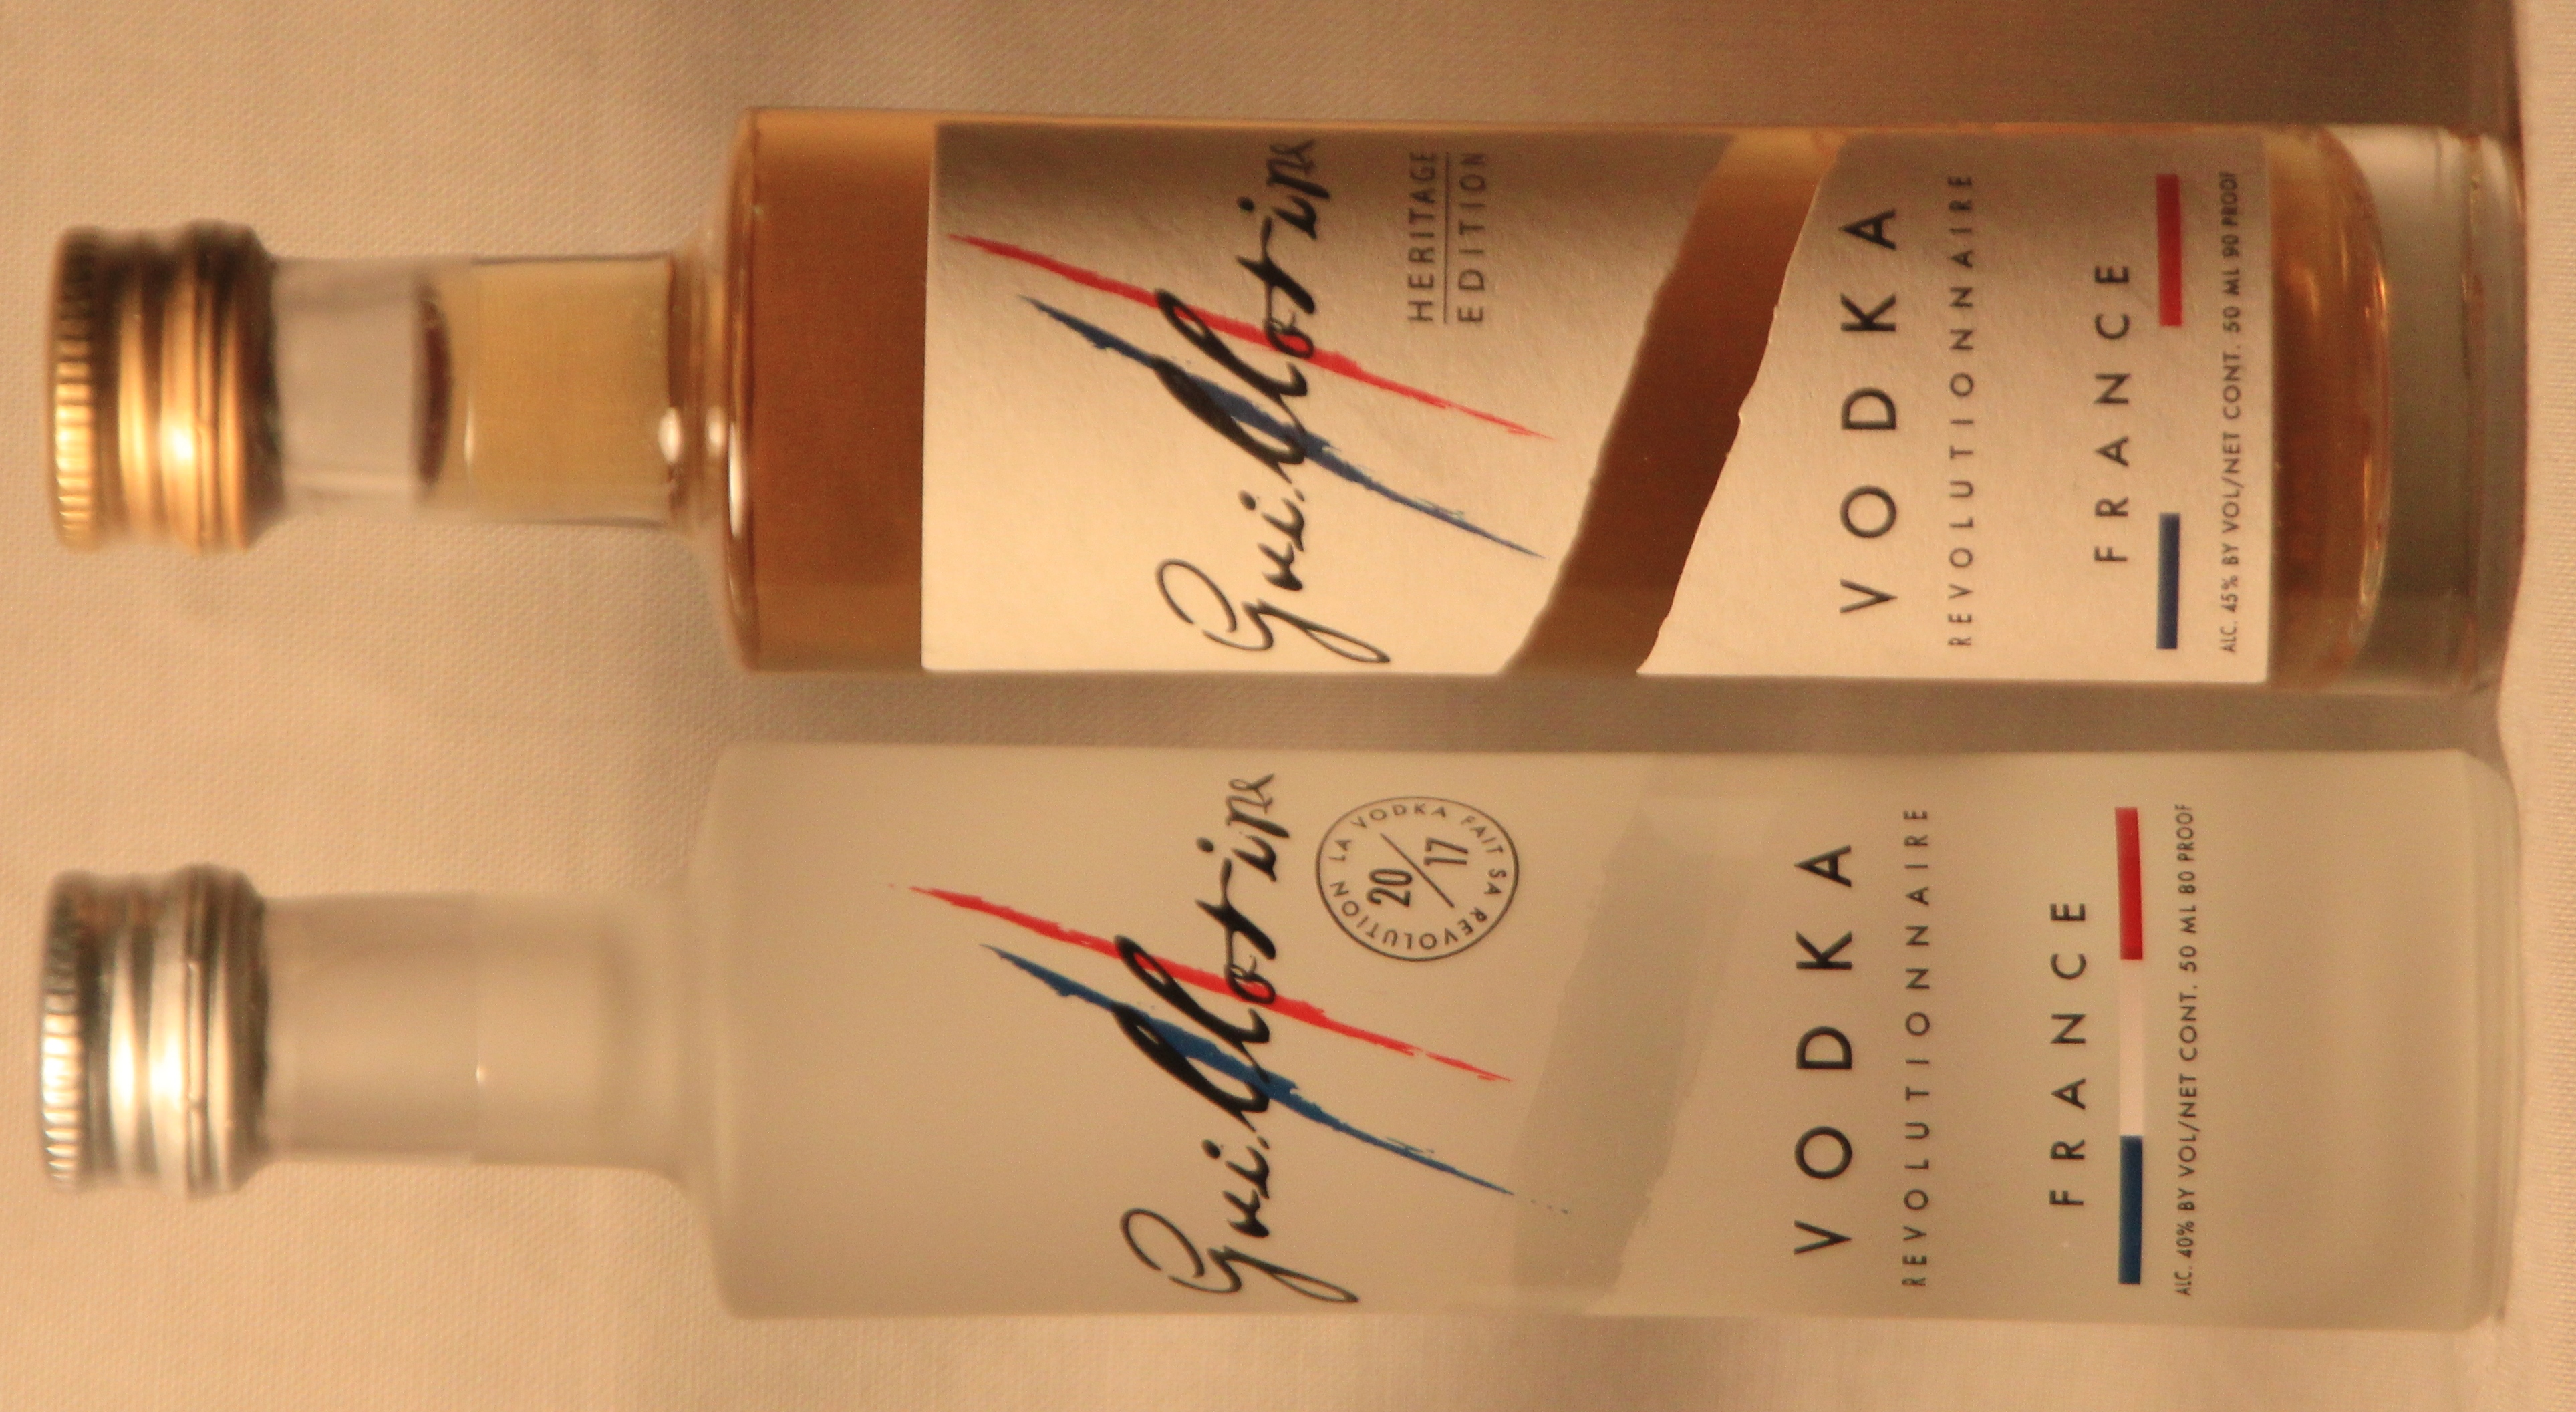 Guillotine
20/17
LA VODKA FAIT SA REVOLUTION
VODKA
REVOLUTIONNAIRE
FRANCE
ALC. 40% BY VOL/NET CONT. 50 ML 80 PROOF
Guillotine
HERITAGE
EDITION
VODKA
REVOLUTIONNAIRE
FRANCE
ALC. 45% BY VOL/NET CONT. 50 ML 90 PROOF